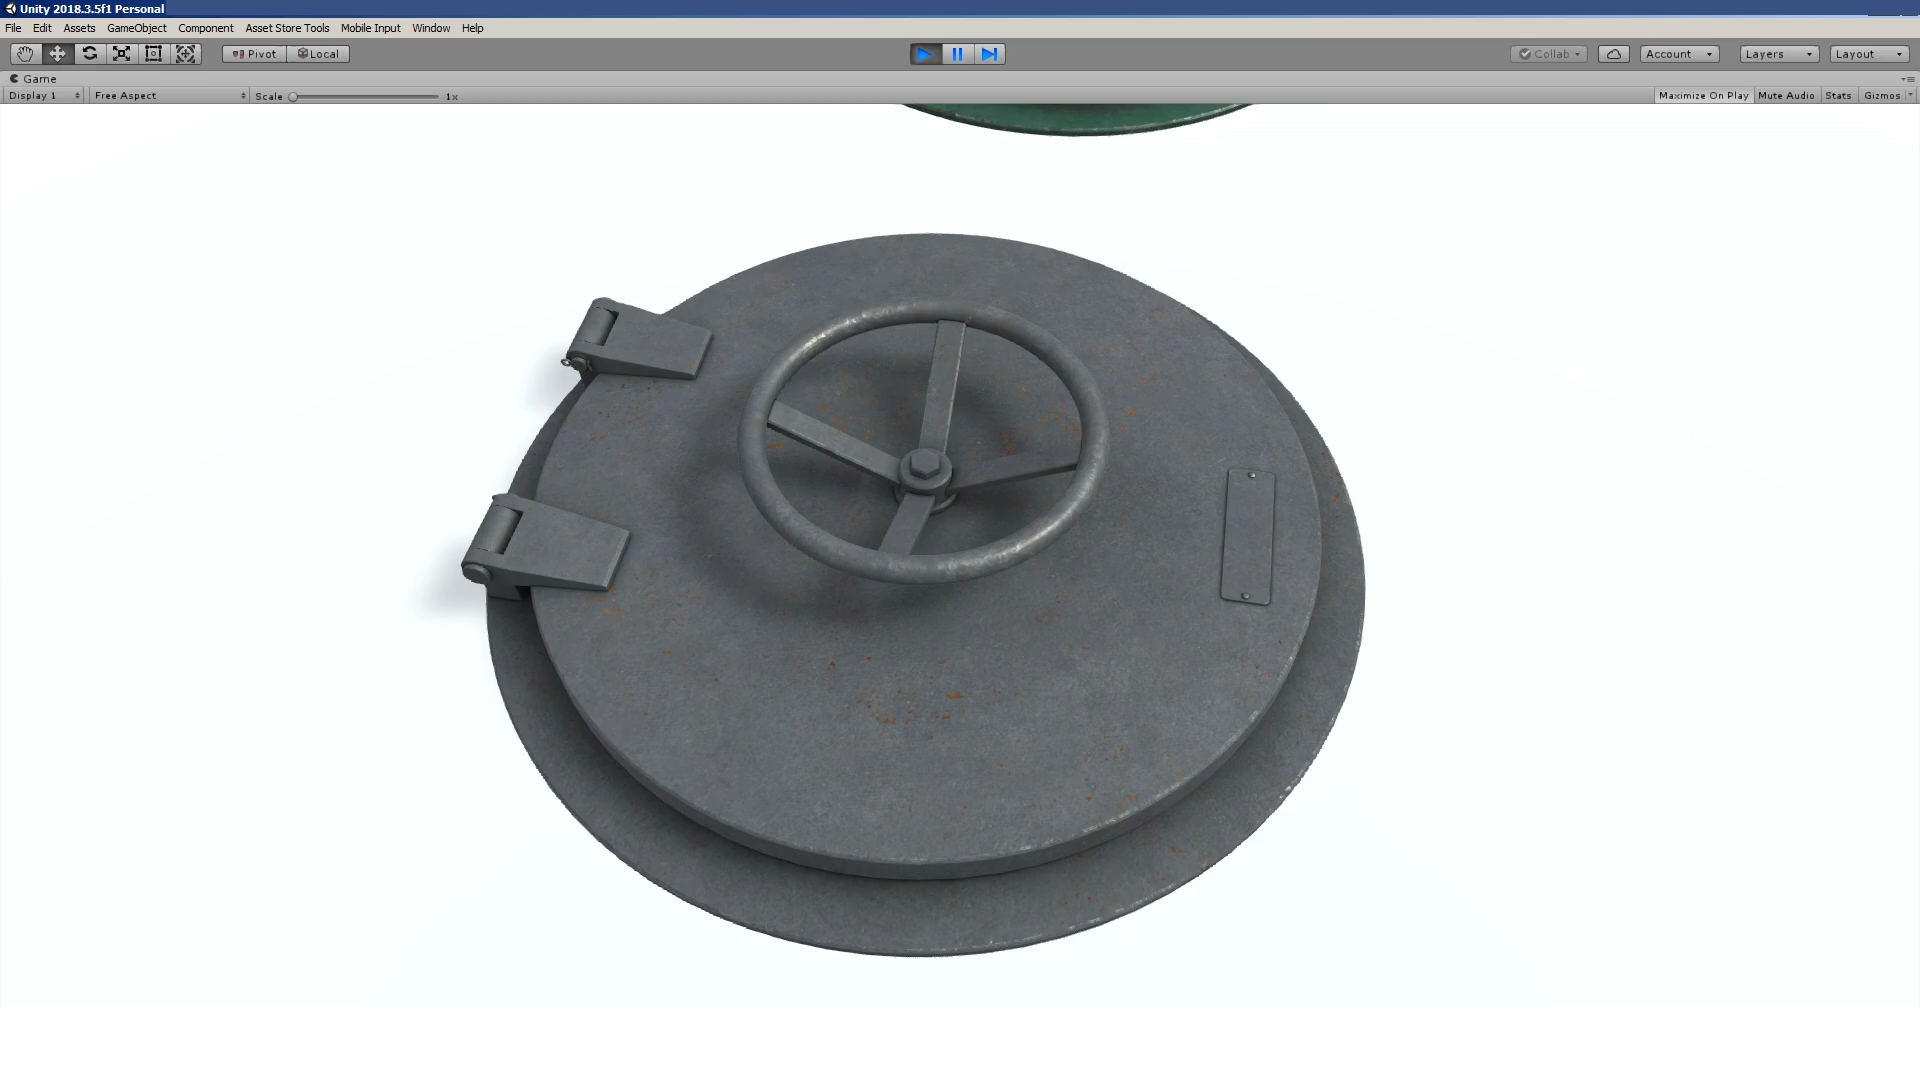 Unity 2018.3.5f1 Personal
File Edit Assets GameObject Component Asset Store Tools Mobile Input Window Help
Pivot Local Collab Account Layers Layout
Game
Display 1 Free Aspect Scale 1x Maximize On Play Mute Audio Stats Gizmos